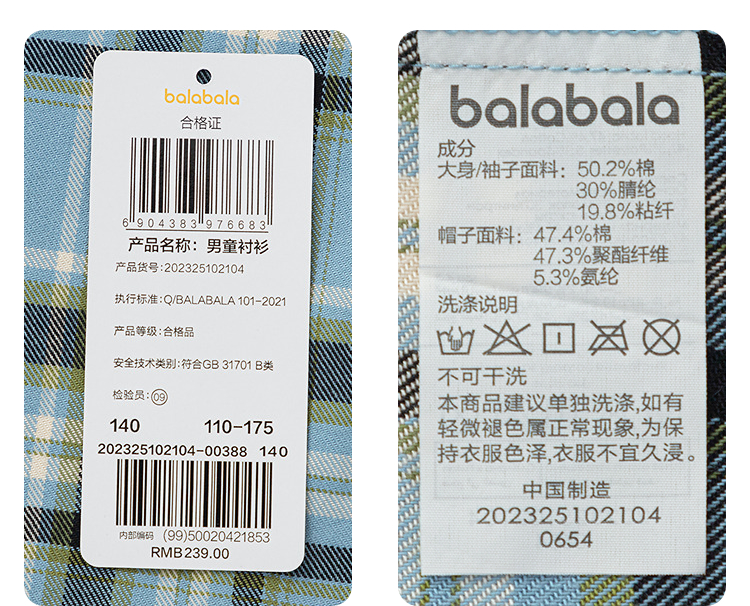 balabala
合格证
6 904383 976683
产品名称：男童衬衫
产品货号：202325102104
执行标准：Q/BALABALA 101-2021
产品等级：合格品
安全技术类别：符合GB 31701 B类
检验员：09
140 110-175
202325102104-00388 140
内部编码 (99)50020421853
RMB239.00
balabala
成分
大身/袖子面料：50.2%棉
30%腈纶
19.8%粘纤
帽子面料：47.4%棉
47.3%聚酯纤维
5.3%氨纶
洗涤说明
不可干洗
本商品建议单独洗涤,如有
轻微褪色属正常现象,为保
持衣服色泽,衣服不宜久浸。
中国制造
202325102104
0654